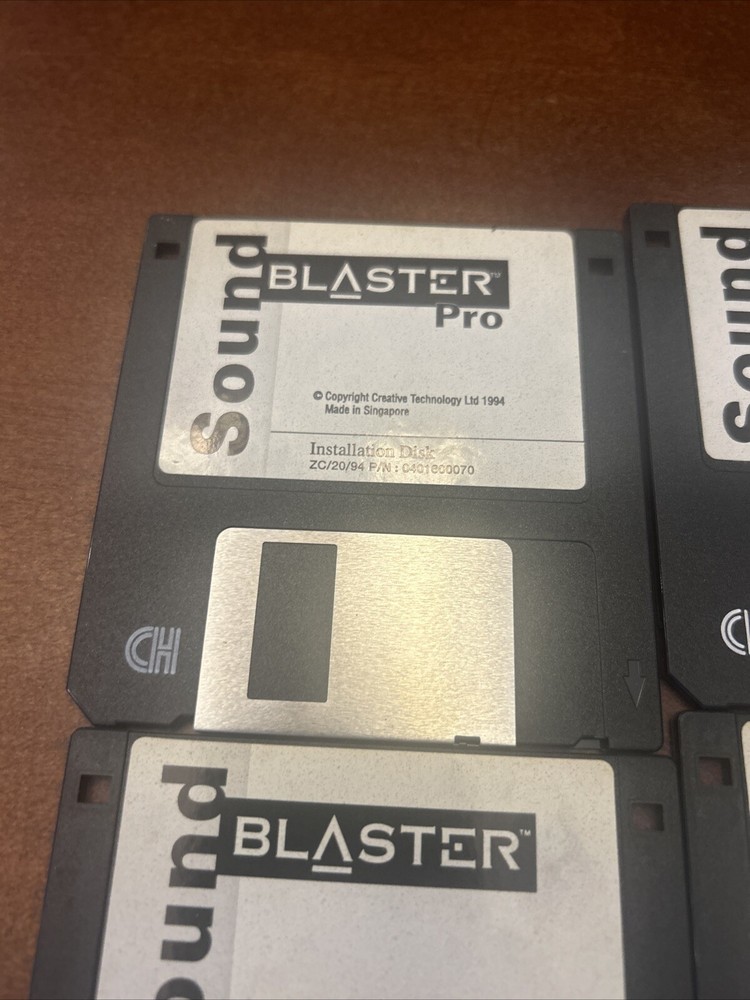 Sound
BLASTER™
Pro
© Copyright Creative Technology Ltd 1994
Made in Singapore
Installation Disk
ZC/20/94 P/N : 0401600070
CH
Sound
BLASTER™